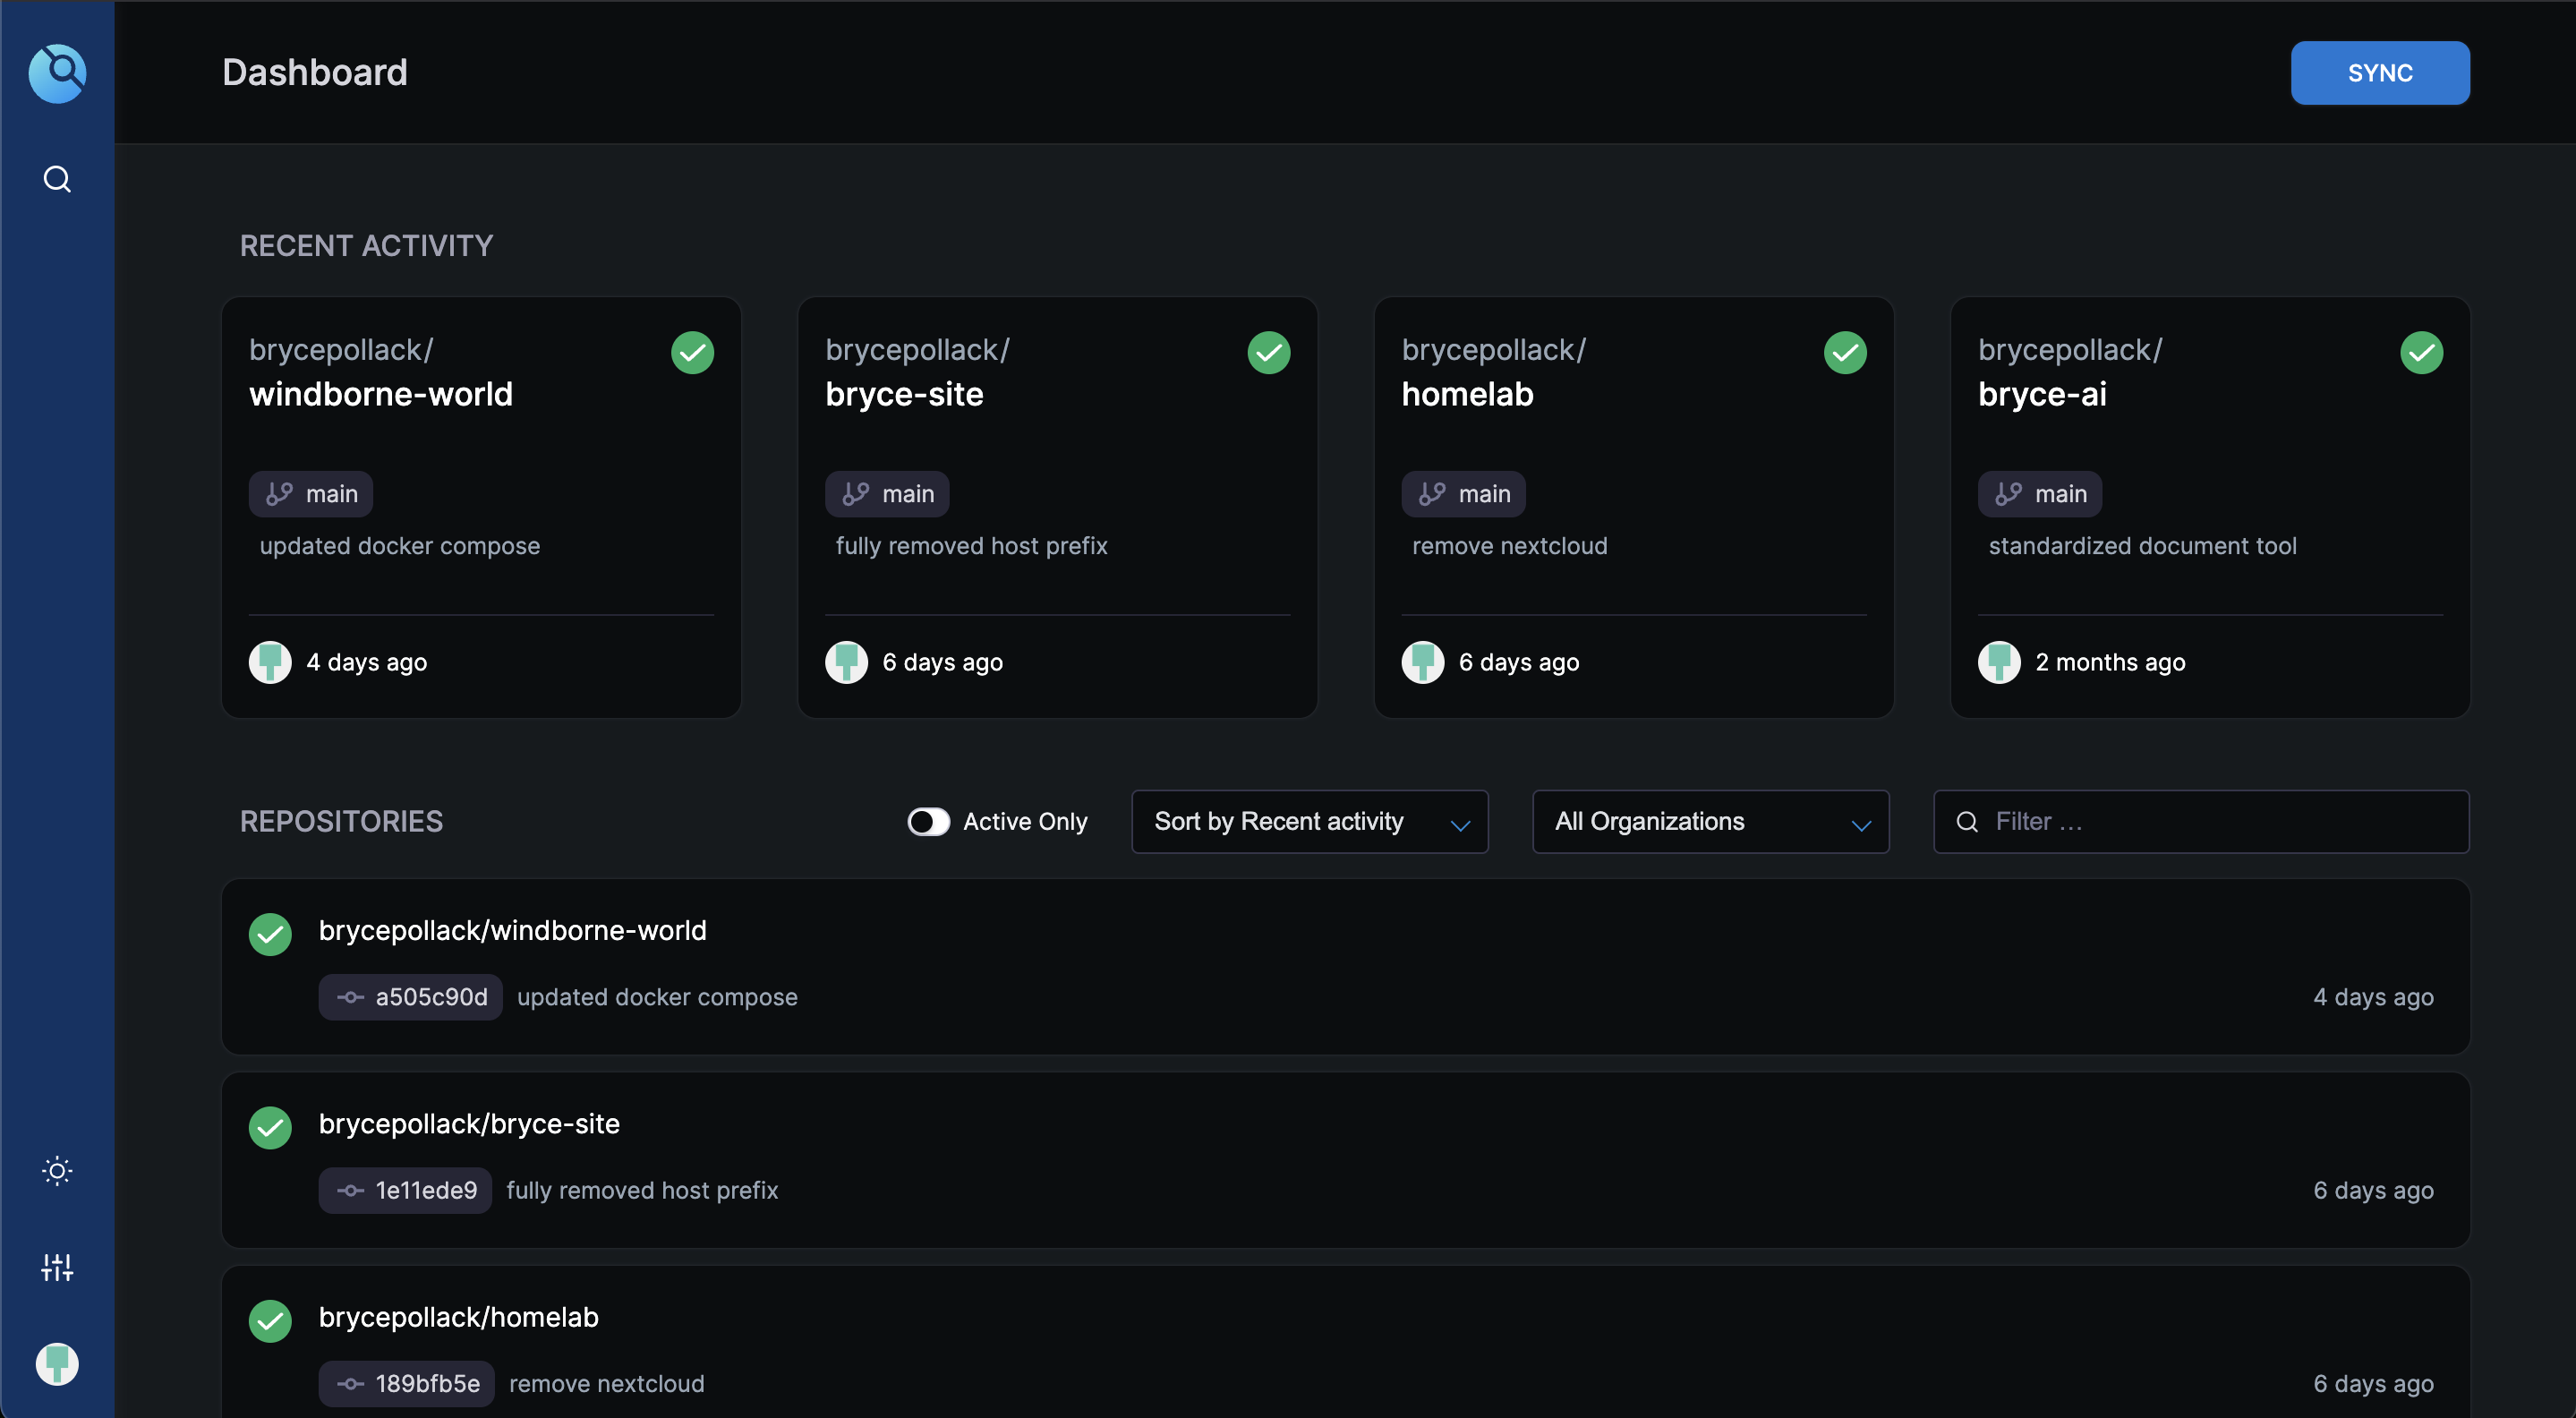 Dashboard
SYNC
RECENT ACTIVITY
brycepollack/
windborne-world
main
updated docker compose
4 days ago
brycepollack/
bryce-site
main
fully removed host prefix
6 days ago
brycepollack/
homelab
main
remove nextcloud
6 days ago
brycepollack/
bryce-ai
main
standardized document tool
2 months ago
REPOSITORIES
Active Only
Sort by Recent activity
All Organizations
Filter …
brycepollack/windborne-world
a505c90d updated docker compose
4 days ago
brycepollack/bryce-site
1e11ede9 fully removed host prefix
6 days ago
brycepollack/homelab
189bfb5e remove nextcloud
6 days ago